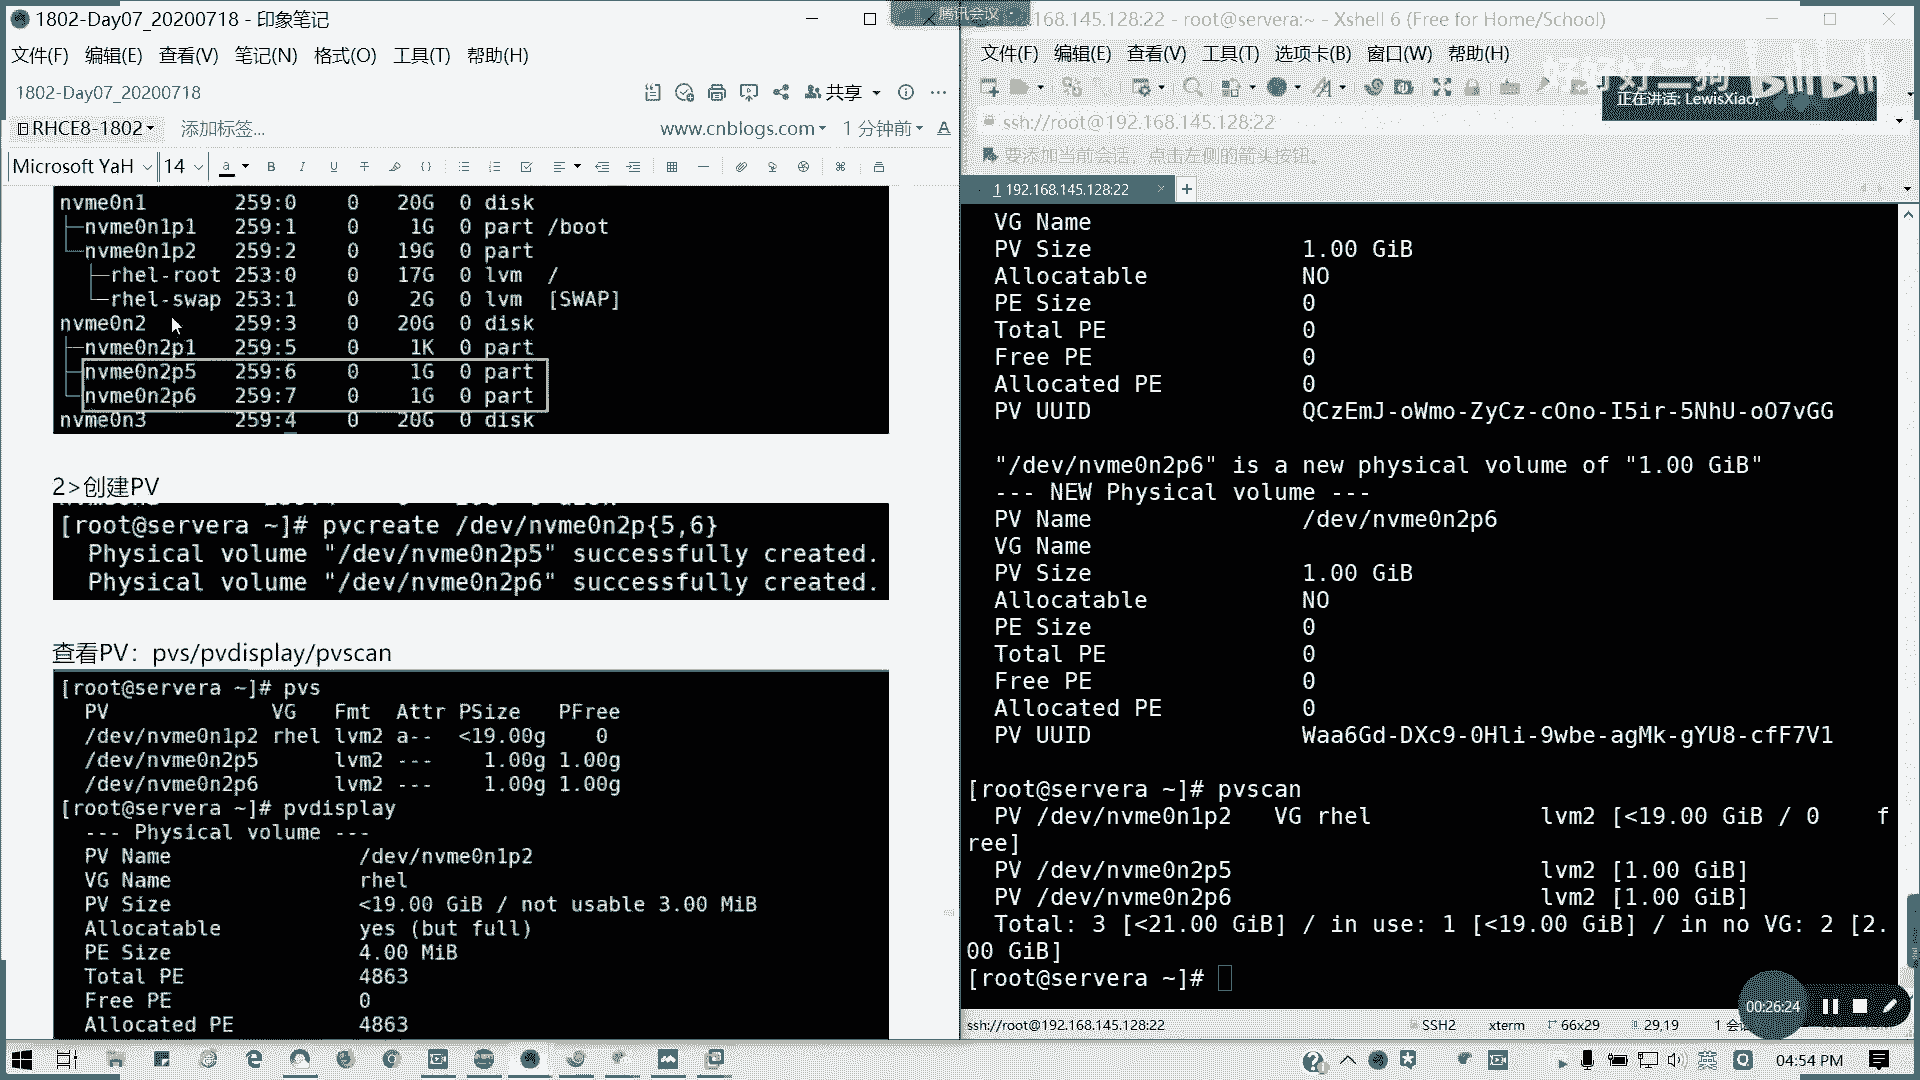 1802-Day07_20200718 - 印象笔记
文件(F) 编辑(E) 查看(V) 笔记(N) 格式(O) 工具(T) 帮助(H)
1802-Day07_20200718
共享
RHCE8-1802
添加标签...
www.cnblogs.com
1 分钟前
Microsoft YaH 14
nvme0n1 259:0 0 20G 0 disk
├─nvme0n1p1 259:1 0 1G 0 part /boot
└─nvme0n1p2 259:2 0 19G 0 part
├─rhel-root 253:0 0 17G 0 lvm /
└─rhel-swap 253:1 0 2G 0 lvm [SWAP]
nvme0n2 259:3 0 20G 0 disk
├─nvme0n2p1 259:5 0 1K 0 part
├─nvme0n2p5 259:6 0 1G 0 part
└─nvme0n2p6 259:7 0 1G 0 part
nvme0n3 259:4 0 20G 0 disk
2>创建PV
[root@servera ~]# pvcreate /dev/nvme0n2p{5,6}
Physical volume "/dev/nvme0n2p5" successfully created.
Physical volume "/dev/nvme0n2p6" successfully created.
查看PV：pvs/pvdisplay/pvscan
[root@servera ~]# pvs
PV VG Fmt Attr PSize PFree
/dev/nvme0n1p2 rhel lvm2 a-- <19.00g 0
/dev/nvme0n2p5 lvm2 --- 1.00g 1.00g
/dev/nvme0n2p6 lvm2 --- 1.00g 1.00g
[root@servera ~]# pvdisplay
--- Physical volume ---
PV Name /dev/nvme0n1p2
VG Name rhel
PV Size <19.00 GiB / not usable 3.00 MiB
Allocatable yes (but full)
PE Size 4.00 MiB
Total PE 4863
Free PE 0
Allocated PE 4863
腾讯会议
.168.145.128:22 - root@servera:~ - Xshell 6 (Free for Home/School)
文件(F) 编辑(E) 查看(V) 工具(T) 选项卡(B) 窗口(W) 帮助(H)
好好好二狗 bilibili
正在讲话: LewisXiao;
ssh://root@192.168.145.128:22
要添加当前会话，点击左侧的箭头按钮。
1 192.168.145.128:22
VG Name
PV Size 1.00 GiB
Allocatable NO
PE Size 0
Total PE 0
Free PE 0
Allocated PE 0
PV UUID QCzEmJ-oWmo-ZyCz-cOno-I5ir-5NhU-oO7vGG
"/dev/nvme0n2p6" is a new physical volume of "1.00 GiB"
--- NEW Physical volume ---
PV Name /dev/nvme0n2p6
VG Name
PV Size 1.00 GiB
Allocatable NO
PE Size 0
Total PE 0
Free PE 0
Allocated PE 0
PV UUID Waa6Gd-DXc9-0Hli-9wbe-agMk-gYU8-cfF7V1
[root@servera ~]# pvscan
PV /dev/nvme0n1p2 VG rhel lvm2 [<19.00 GiB / 0 f
ree]
PV /dev/nvme0n2p5 lvm2 [1.00 GiB]
PV /dev/nvme0n2p6 lvm2 [1.00 GiB]
Total: 3 [<21.00 GiB] / in use: 1 [<19.00 GiB] / in no VG: 2 [2.
00 GiB]
[root@servera ~]#
00:26:24
ssh://root@192.168.145.128:22 SSH2 xterm 66x29 29,19 1 会
英
04:54 PM